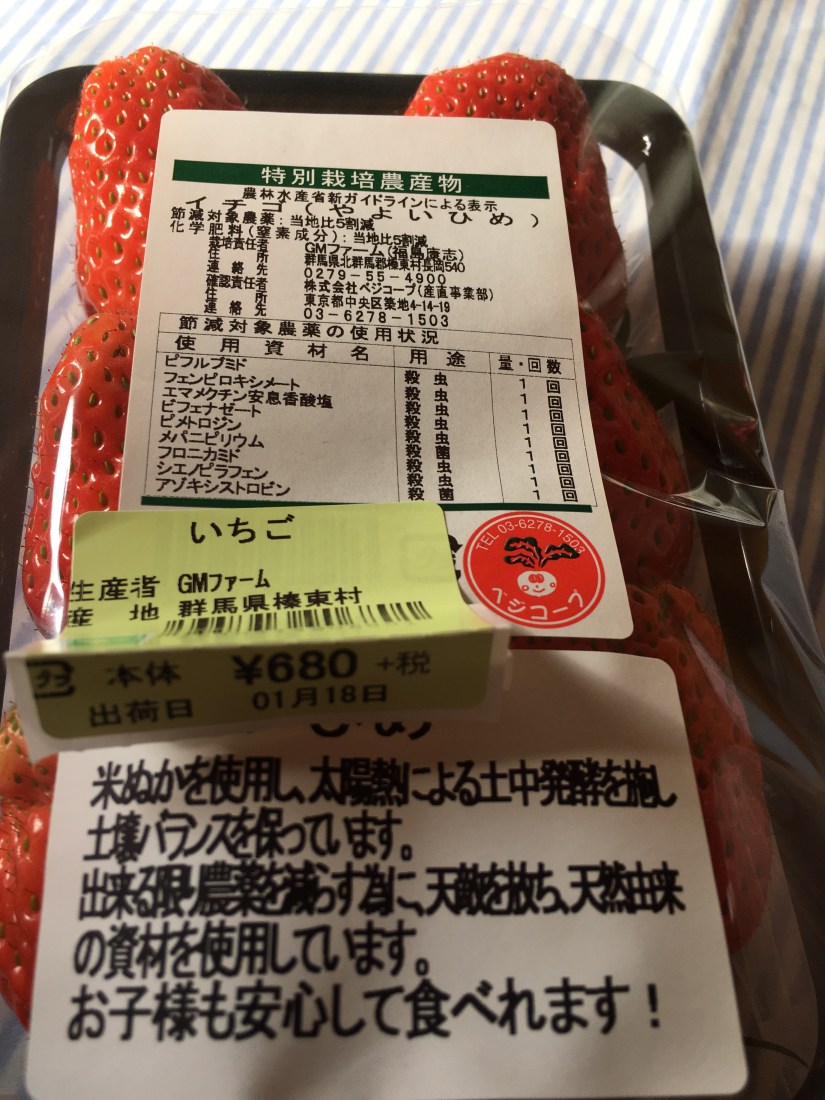 特別栽培農産物
農林水産省新ガイドラインによる表示
イチゴ(やよいひめ)
節減対象農薬:当地比5割減
化学肥料(窒素成分):当地比5割減
栽培責任者 GMファーム(福島康志)
住所 群馬県北群馬郡榛東村長岡540
連絡先 0279-55-4900
確認責任者 株式会社ベジコープ(産直事業部)
住所 東京都中央区築地4-14-19
連絡先 03-6278-1503
節減対象農薬の使用状況
使用資材名 用途 量・回数
ピフルブミド 殺虫 1回
フェンピロキシメート 殺虫 1回
エマメクチン安息香酸塩 殺虫 1回
ビフェナゼート 殺虫 1回
ピメトロジン 殺虫 1回
メパニピリウム 殺菌 1回
フロニカミド 殺虫 1回
シエノピラフェン 殺虫 1回
アゾキシストロビン 殺菌 1回
TEL 03-6278-1503
ベジコープ
いちご
生産者 GMファーム
産地 群馬県榛東村
本体 ¥680 +税
出荷日 01月18日
米ぬかを使用し、太陽熱による土中発酵を施し
土壌バランスを保っています。
出来る限り農薬を減らす為に、天敵を放ち、天然由来
の資材を使用しています。
お子様も安心して食べれます!